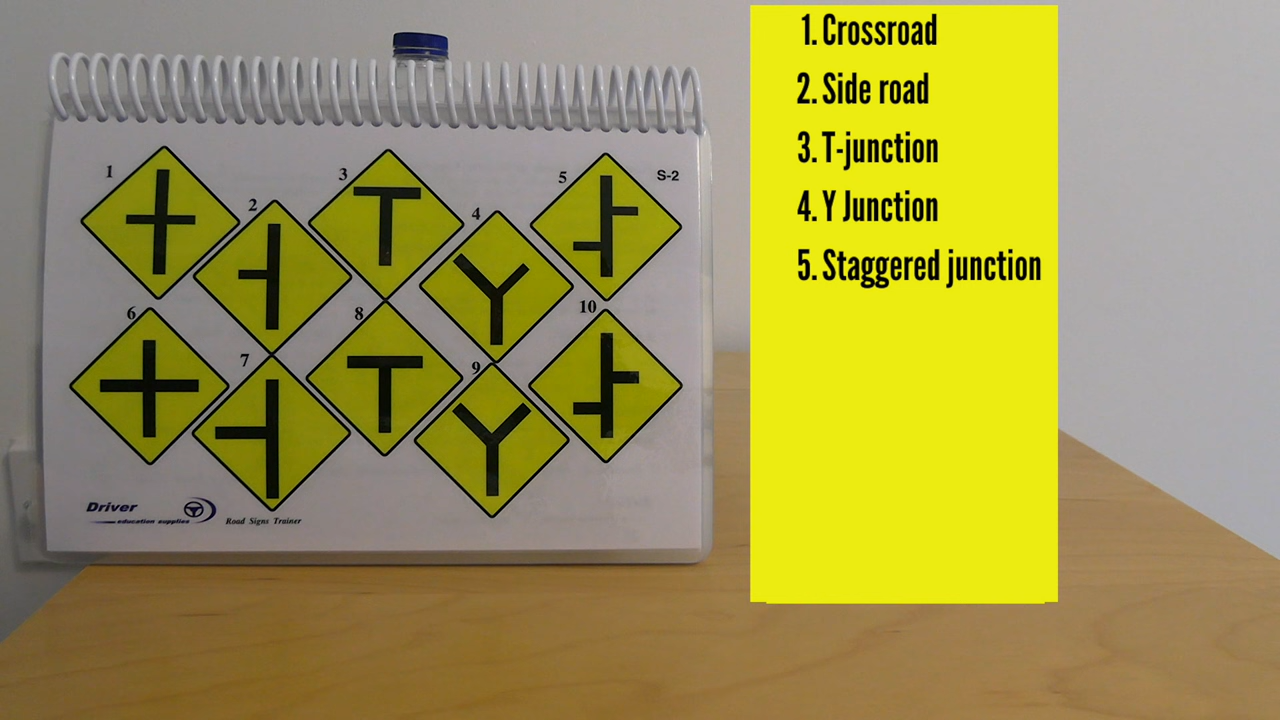 1
2
3
4
5
S-2
6
7
8
9
10
Driver
education supplies
Road Signs Trainer
1. Crossroad
2. Side road
3. T-junction
4. Y Junction
5. Staggered junction